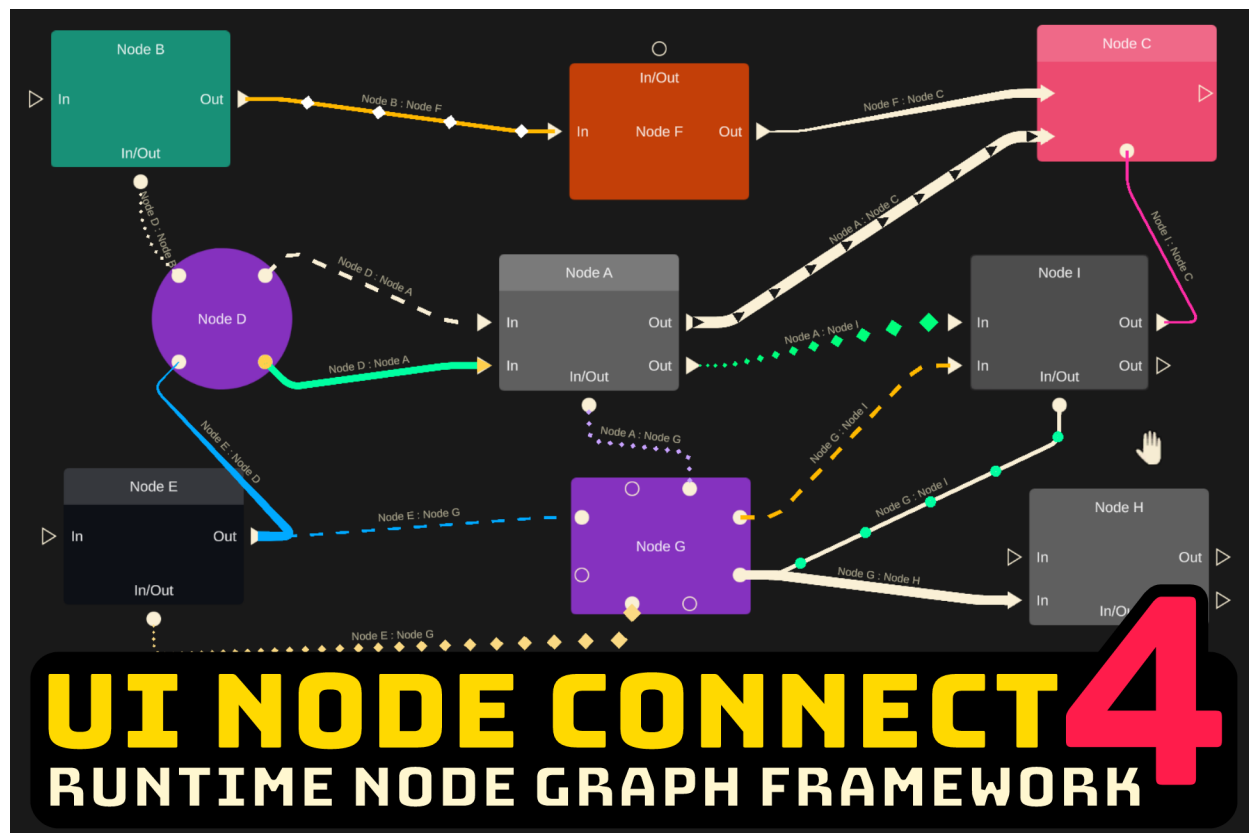 Node B
In
Out
In/Out
Node B : Node F
In/Out
In
Node F
Out
Node F : Node C
Node C
Node D : Node B
Node D
Node D : Node A
Node D : Node A
Node A
In
Out
In
Out
In/Out
Node A : Node C
Node A : Node I
Node I
In
Out
In
Out
In/Out
Node I : Node C
Node E : Node D
Node E
In
Out
In/Out
Node E : Node G
Node A : Node G
Node G : Node I
Node G
Node G : Node I
Node G : Node H
Node H
In
Out
In
In/Ou
Node E : Node G
UI NODE CONNECT 4
RUNTIME NODE GRAPH FRAMEWORK